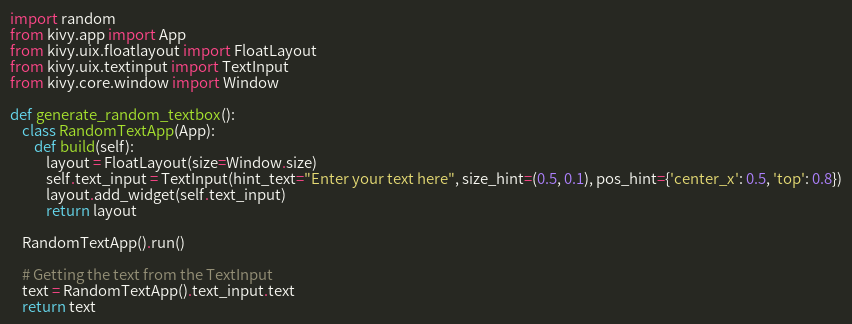 import random
from kivy.app import App
from kivy.uix.floatlayout import FloatLayout
from kivy.uix.textinput import TextInput
from kivy.core.window import Window

def generate_random_textbox():
    class RandomTextApp(App):
        def build(self):
            layout = FloatLayout(size=Window.size)
            self.text_input = TextInput(hint_text="Enter your text here", size_hint=(0.5, 0.1), pos_hint={'center_x': 0.5, 'top': 0.8})
            layout.add_widget(self.text_input)
            return layout

    RandomTextApp().run()

    # Getting the text from the TextInput
    text = RandomTextApp().text_input.text
    return text